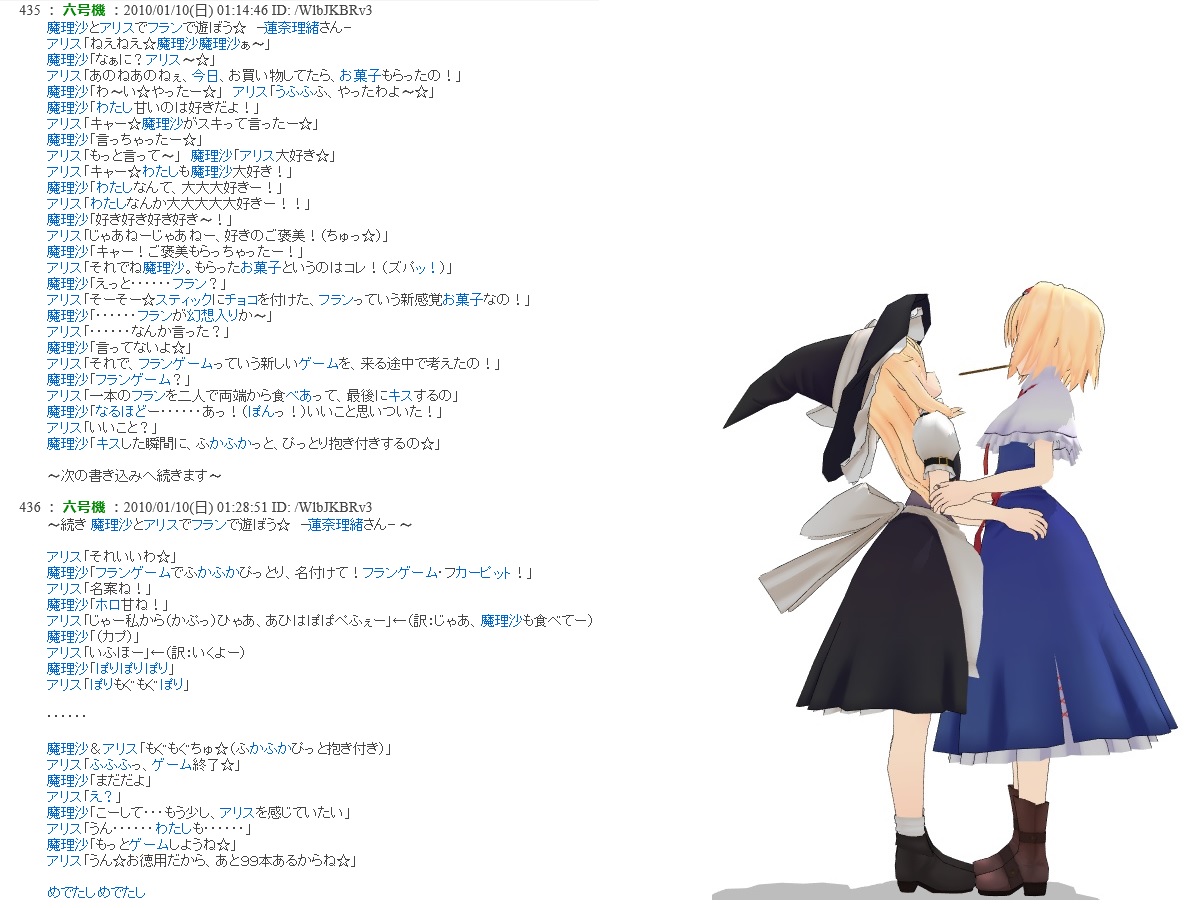 435 ： 六号機 ：2010/01/10(日) 01:14:46 ID: /WlbJKBRv3
魔理沙とアリスでフランで遊ぼう☆ －蓮奈理緒さん－
アリス「ねえねえ☆魔理沙魔理沙ぁ～」
魔理沙「なぁに？アリス～☆」
アリス「あのねあのねぇ、今日、お買い物してたら、お菓子もらったの！」
魔理沙「わ～い☆やったー☆」 アリス「うふふふ、やったわよ～☆」
魔理沙「わたし甘いのは好きだよ！」
アリス「キャー☆魔理沙がスキって言ったー☆」
魔理沙「言っちゃったー☆」
アリス「もっと言って～」 魔理沙「アリス大好き☆」
アリス「キャー☆わたしも魔理沙大好き！」
魔理沙「わたしなんて、大大大好きー！」
アリス「わたしなんか大大大大大好きー！！」
魔理沙「好き好き好き好き～！」
アリス「じゃあねーじゃあねー、好きのご褒美！（ちゅっ☆）」
魔理沙「キャー！ご褒美もらっちゃったー！」
アリス「それでね魔理沙。もらったお菓子というのはコレ！（ズパッ！）」
魔理沙「えっと‥‥‥フラン？」
アリス「そーそー☆スティックにチョコを付けた、フランっていう新感覚お菓子なの！」
魔理沙「‥‥‥フランが幻想入りか～」
アリス「‥‥‥なんか言った？」
魔理沙「言ってないよ☆」
アリス「それで、フランゲームっていう新しいゲームを、来る途中で考えたの！」
魔理沙「フランゲーム？」
アリス「一本のフランを二人で両端から食べあって、最後にキスするの」
魔理沙「なるほどー‥‥‥あっ！（ぽんっ！）いいこと思いついた！」
アリス「いいこと？」
魔理沙「キスした瞬間に、ふかふかっと、ぴっとり抱き付きするの☆」
～次の書き込みへ続きます～
436 ： 六号機 ：2010/01/10(日) 01:28:51 ID: /WlbJKBRv3
～続き 魔理沙とアリスでフランで遊ぼう☆ －蓮奈理緒さん－ ～
アリス「それいいわ☆」
魔理沙「フランゲームでふかふかぴっとり、名付けて！フランゲーム・フカーピット！」
アリス「名案ね！」
魔理沙「ホロ甘ね！」
アリス「じゃー私から（かぶっ）ひゃあ、あひはぽぱべふぇー」←（訳：じゃあ、魔理沙も食べてー）
魔理沙「（カプ）」
アリス「いふほー」←（訳：いくよー）
魔理沙「ぽりぽりぽり」
アリス「ぽりもぐもぐぽり」
‥‥‥
魔理沙＆アリス「もぐもぐちゅ☆（ふかふかぴっと抱き付き）」
アリス「ふふふっ、ゲーム終了☆」
魔理沙「まだだよ」
アリス「え？」
魔理沙「こーして・・・もう少し、アリスを感じていたい」
アリス「うん‥‥‥わたしも‥‥‥」
魔理沙「もっとゲームしようね☆」
アリス「うん☆お徳用だから、あと99本あるからね☆」
めでたしめでたし